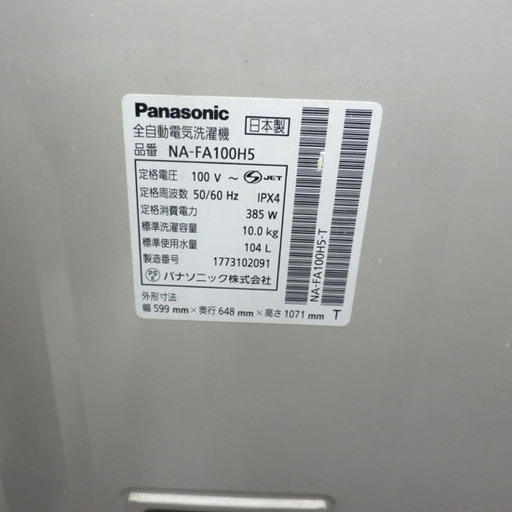 Panasonic
全自動電気洗濯機
日本製
品番 NA-FA100H5
定格電圧 100 V ～ S JET
定格周波数 50/60 Hz IPX4
定格消費電力 385 W
標準洗濯容量 10.0 kg
標準使用水量 104 L
製造番号 1773102091
PS E パナソニック株式会社
外形寸法
幅 599 mm × 奥行 648 mm × 高さ 1071 mm T
NA-FA100H5-T